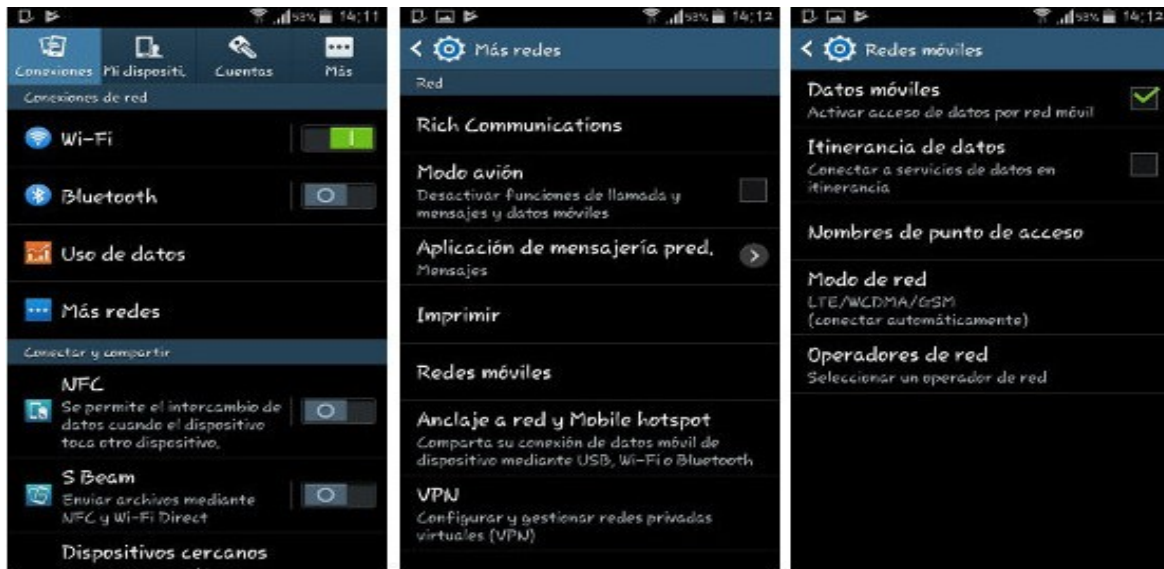 53% 14:11
Conexiones Mi dispositi. Cuentas Más
Conexiones de red
Wi-Fi
Bluetooth
Uso de datos
Más redes
Conectar y compartir
NFC
Se permite el intercambio de
datos cuando el dispositivo
toca otro dispositivo.
S Beam
Enviar archivos mediante
NFC y Wi-Fi Direct
Dispositivos cercanos
53% 14:12
Más redes
Red
Rich Communications
Modo avión
Desactivar funciones de llamada y
mensajes y datos móviles
Aplicación de mensajería pred.
Mensajes
Imprimir
Redes móviles
Anclaje a red y Mobile hotspot
Comparta su conexión de datos móvil de
dispositivo mediante USB, Wi-Fi o Bluetooth
VPN
Configurar y gestionar redes privadas
virtuales (VPN)
53% 14:12
Redes móviles
Datos móviles
Activar acceso de datos por red móvil
Itinerancia de datos
Conectar a servicios de datos en
itinerancia
Nombres de punto de acceso
Modo de red
LTE/WCDMA/GSM
(conectar automáticamente)
Operadores de red
Seleccionar un operador de red